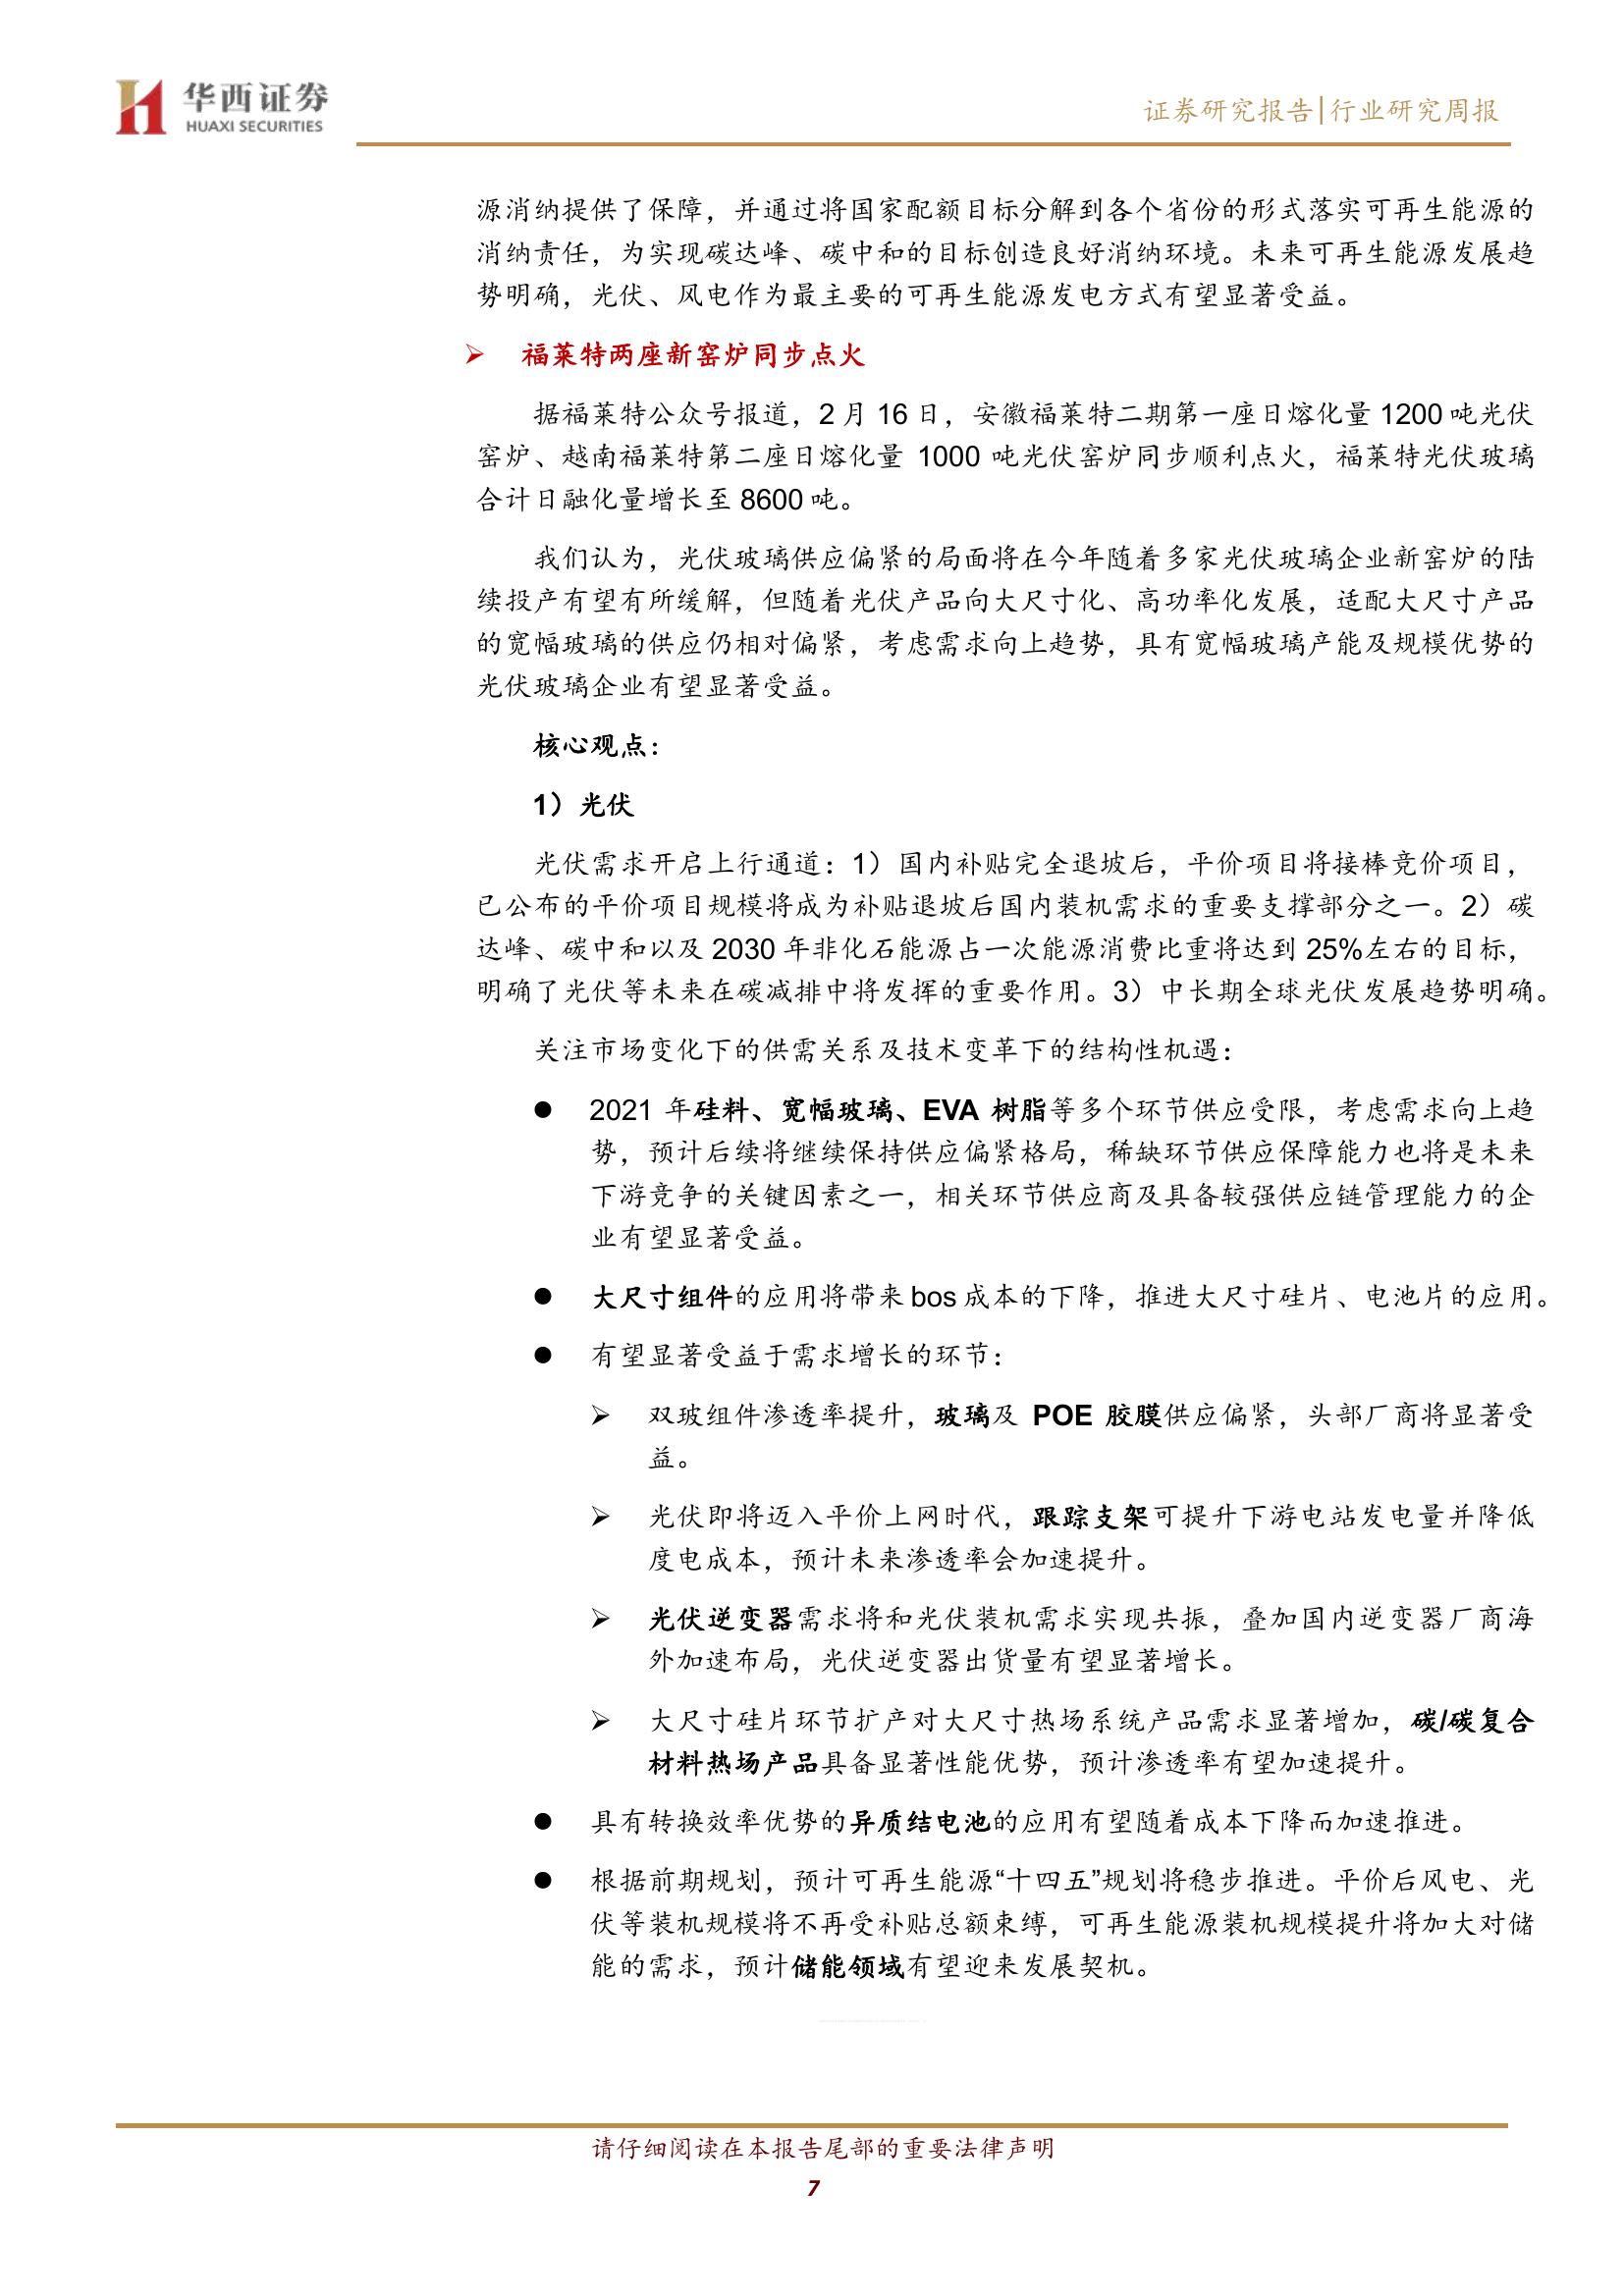 华西证券
HUAXI SECURITIES
证券研究报告|行业研究周报
源消纳提供了保障，并通过将国家配额目标分解到各个省份的形式落实可再生能源的
消纳责任，为实现碳达峰、碳中和的目标创造良好消纳环境。未来可再生能源发展趋
势明确，光伏、风电作为最主要的可再生能源发电方式有望显著受益。
➢ 福莱特两座新窑炉同步点火
据福莱特公众号报道，2 月 16 日，安徽福莱特二期第一座日熔化量 1200 吨光伏
窑炉、越南福莱特第二座日熔化量 1000 吨光伏窑炉同步顺利点火，福莱特光伏玻璃
合计日融化量增长至 8600 吨。
我们认为，光伏玻璃供应偏紧的局面将在今年随着多家光伏玻璃企业新窑炉的陆
续投产有望有所缓解，但随着光伏产品向大尺寸化、高功率化发展，适配大尺寸产品
的宽幅玻璃的供应仍相对偏紧，考虑需求向上趋势，具有宽幅玻璃产能及规模优势的
光伏玻璃企业有望显著受益。
核心观点：
1）光伏
光伏需求开启上行通道：1）国内补贴完全退坡后，平价项目将接棒竞价项目，
已公布的平价项目规模将成为补贴退坡后国内装机需求的重要支撑部分之一。2）碳
达峰、碳中和以及 2030 年非化石能源占一次能源消费比重将达到 25%左右的目标，
明确了光伏等未来在碳减排中将发挥的重要作用。3）中长期全球光伏发展趋势明确。
关注市场变化下的供需关系及技术变革下的结构性机遇：
● 2021 年硅料、宽幅玻璃、EVA 树脂等多个环节供应受限，考虑需求向上趋
势，预计后续将继续保持供应偏紧格局，稀缺环节供应保障能力也将是未来
下游竞争的关键因素之一，相关环节供应商及具备较强供应链管理能力的企
业有望显著受益。
● 大尺寸组件的应用将带来 bos 成本的下降，推进大尺寸硅片、电池片的应用。
● 有望显著受益于需求增长的环节：
➢ 双玻组件渗透率提升，玻璃及 POE 胶膜供应偏紧，头部厂商将显著受
益。
➢ 光伏即将迈入平价上网时代，跟踪支架可提升下游电站发电量并降低
度电成本，预计未来渗透率会加速提升。
➢ 光伏逆变器需求将和光伏装机需求实现共振，叠加国内逆变器厂商海
外加速布局，光伏逆变器出货量有望显著增长。
➢ 大尺寸硅片环节扩产对大尺寸热场系统产品需求显著增加，碳/碳复合
材料热场产品具备显著性能优势，预计渗透率有望加速提升。
● 具有转换效率优势的异质结电池的应用有望随着成本下降而加速推进。
● 根据前期规划，预计可再生能源“十四五”规划将稳步推进。平价后风电、光
伏等装机规模将不再受补贴总额束缚，可再生能源装机规模提升将加大对储
能的需求，预计储能领域有望迎来发展契机。
请仔细阅读在本报告尾部的重要法律声明
7